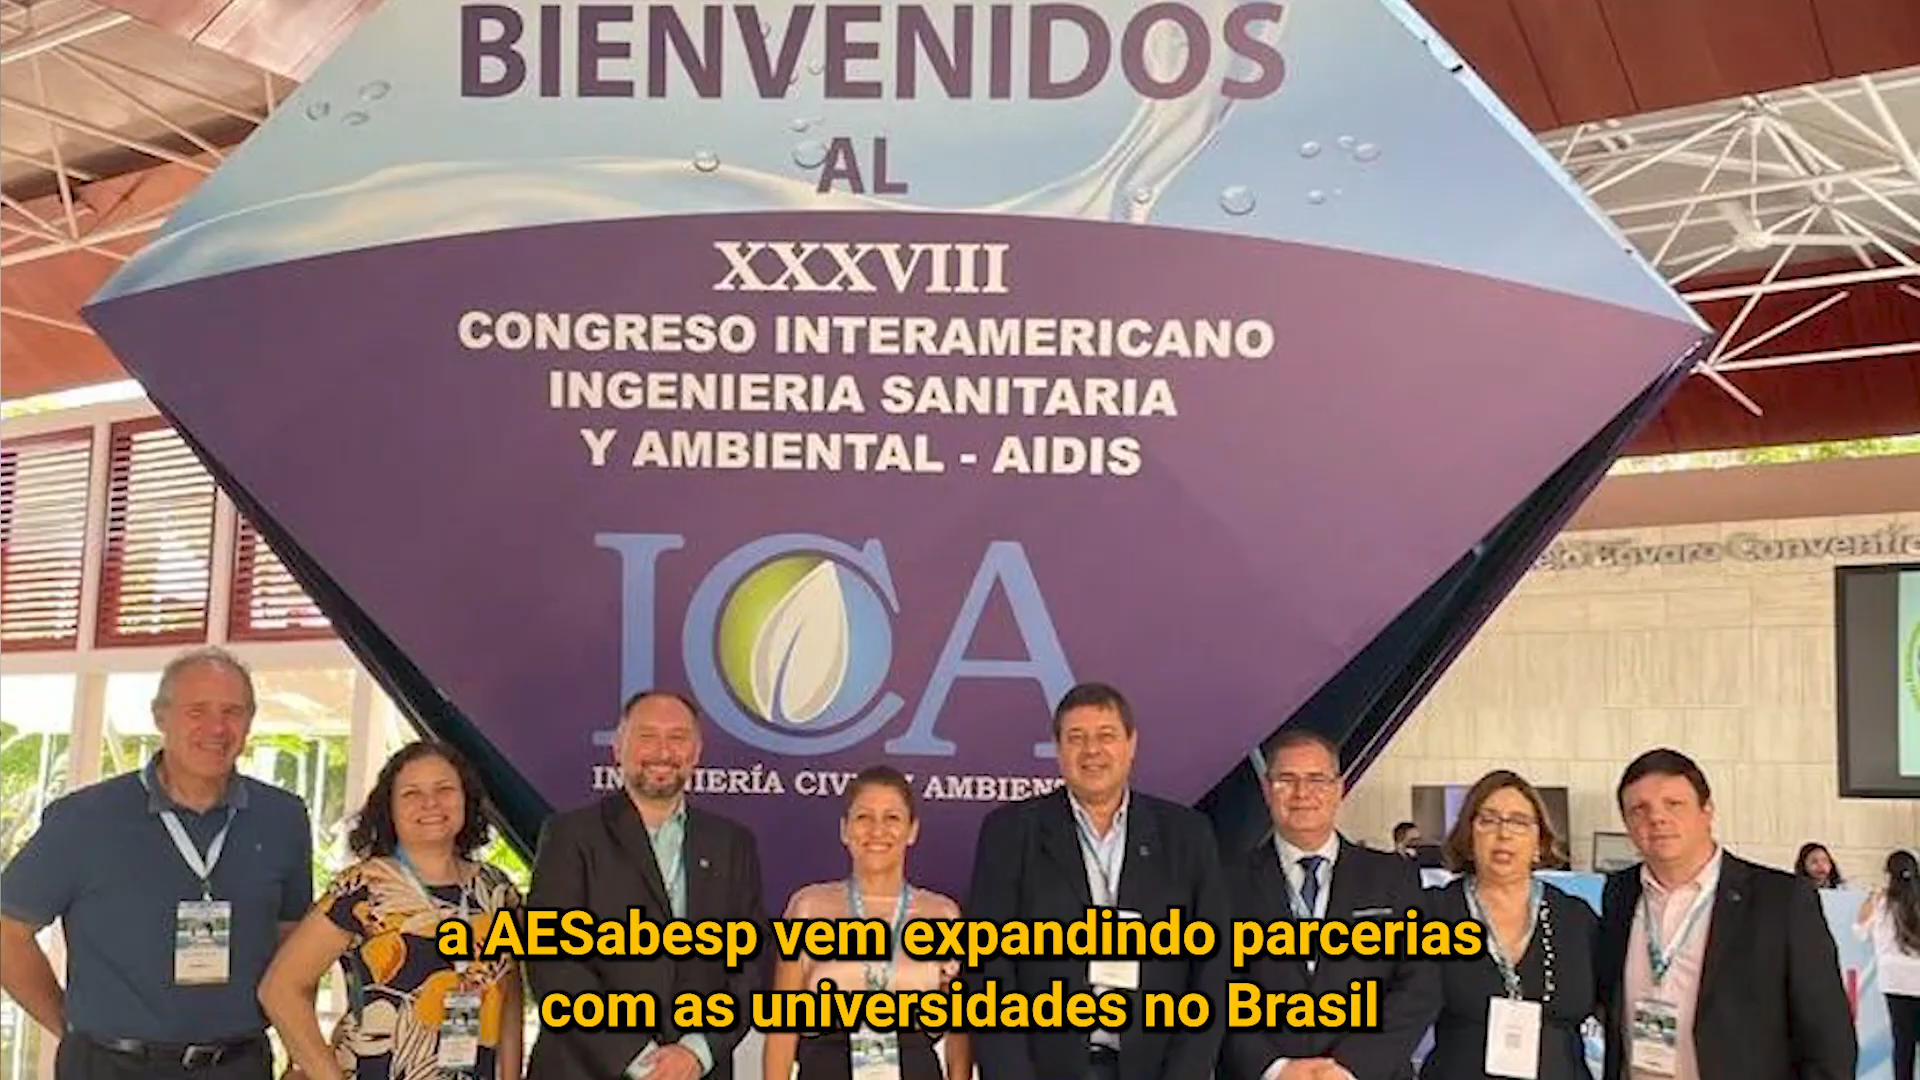 BIENVENIDOS
AL
XXXVIII
CONGRESO INTERAMERICANO
INGENIERIA SANITARIA
Y AMBIENTAL - AIDIS
ICA
a AESabesp vem expandindo parcerias
com as universidades no Brasil